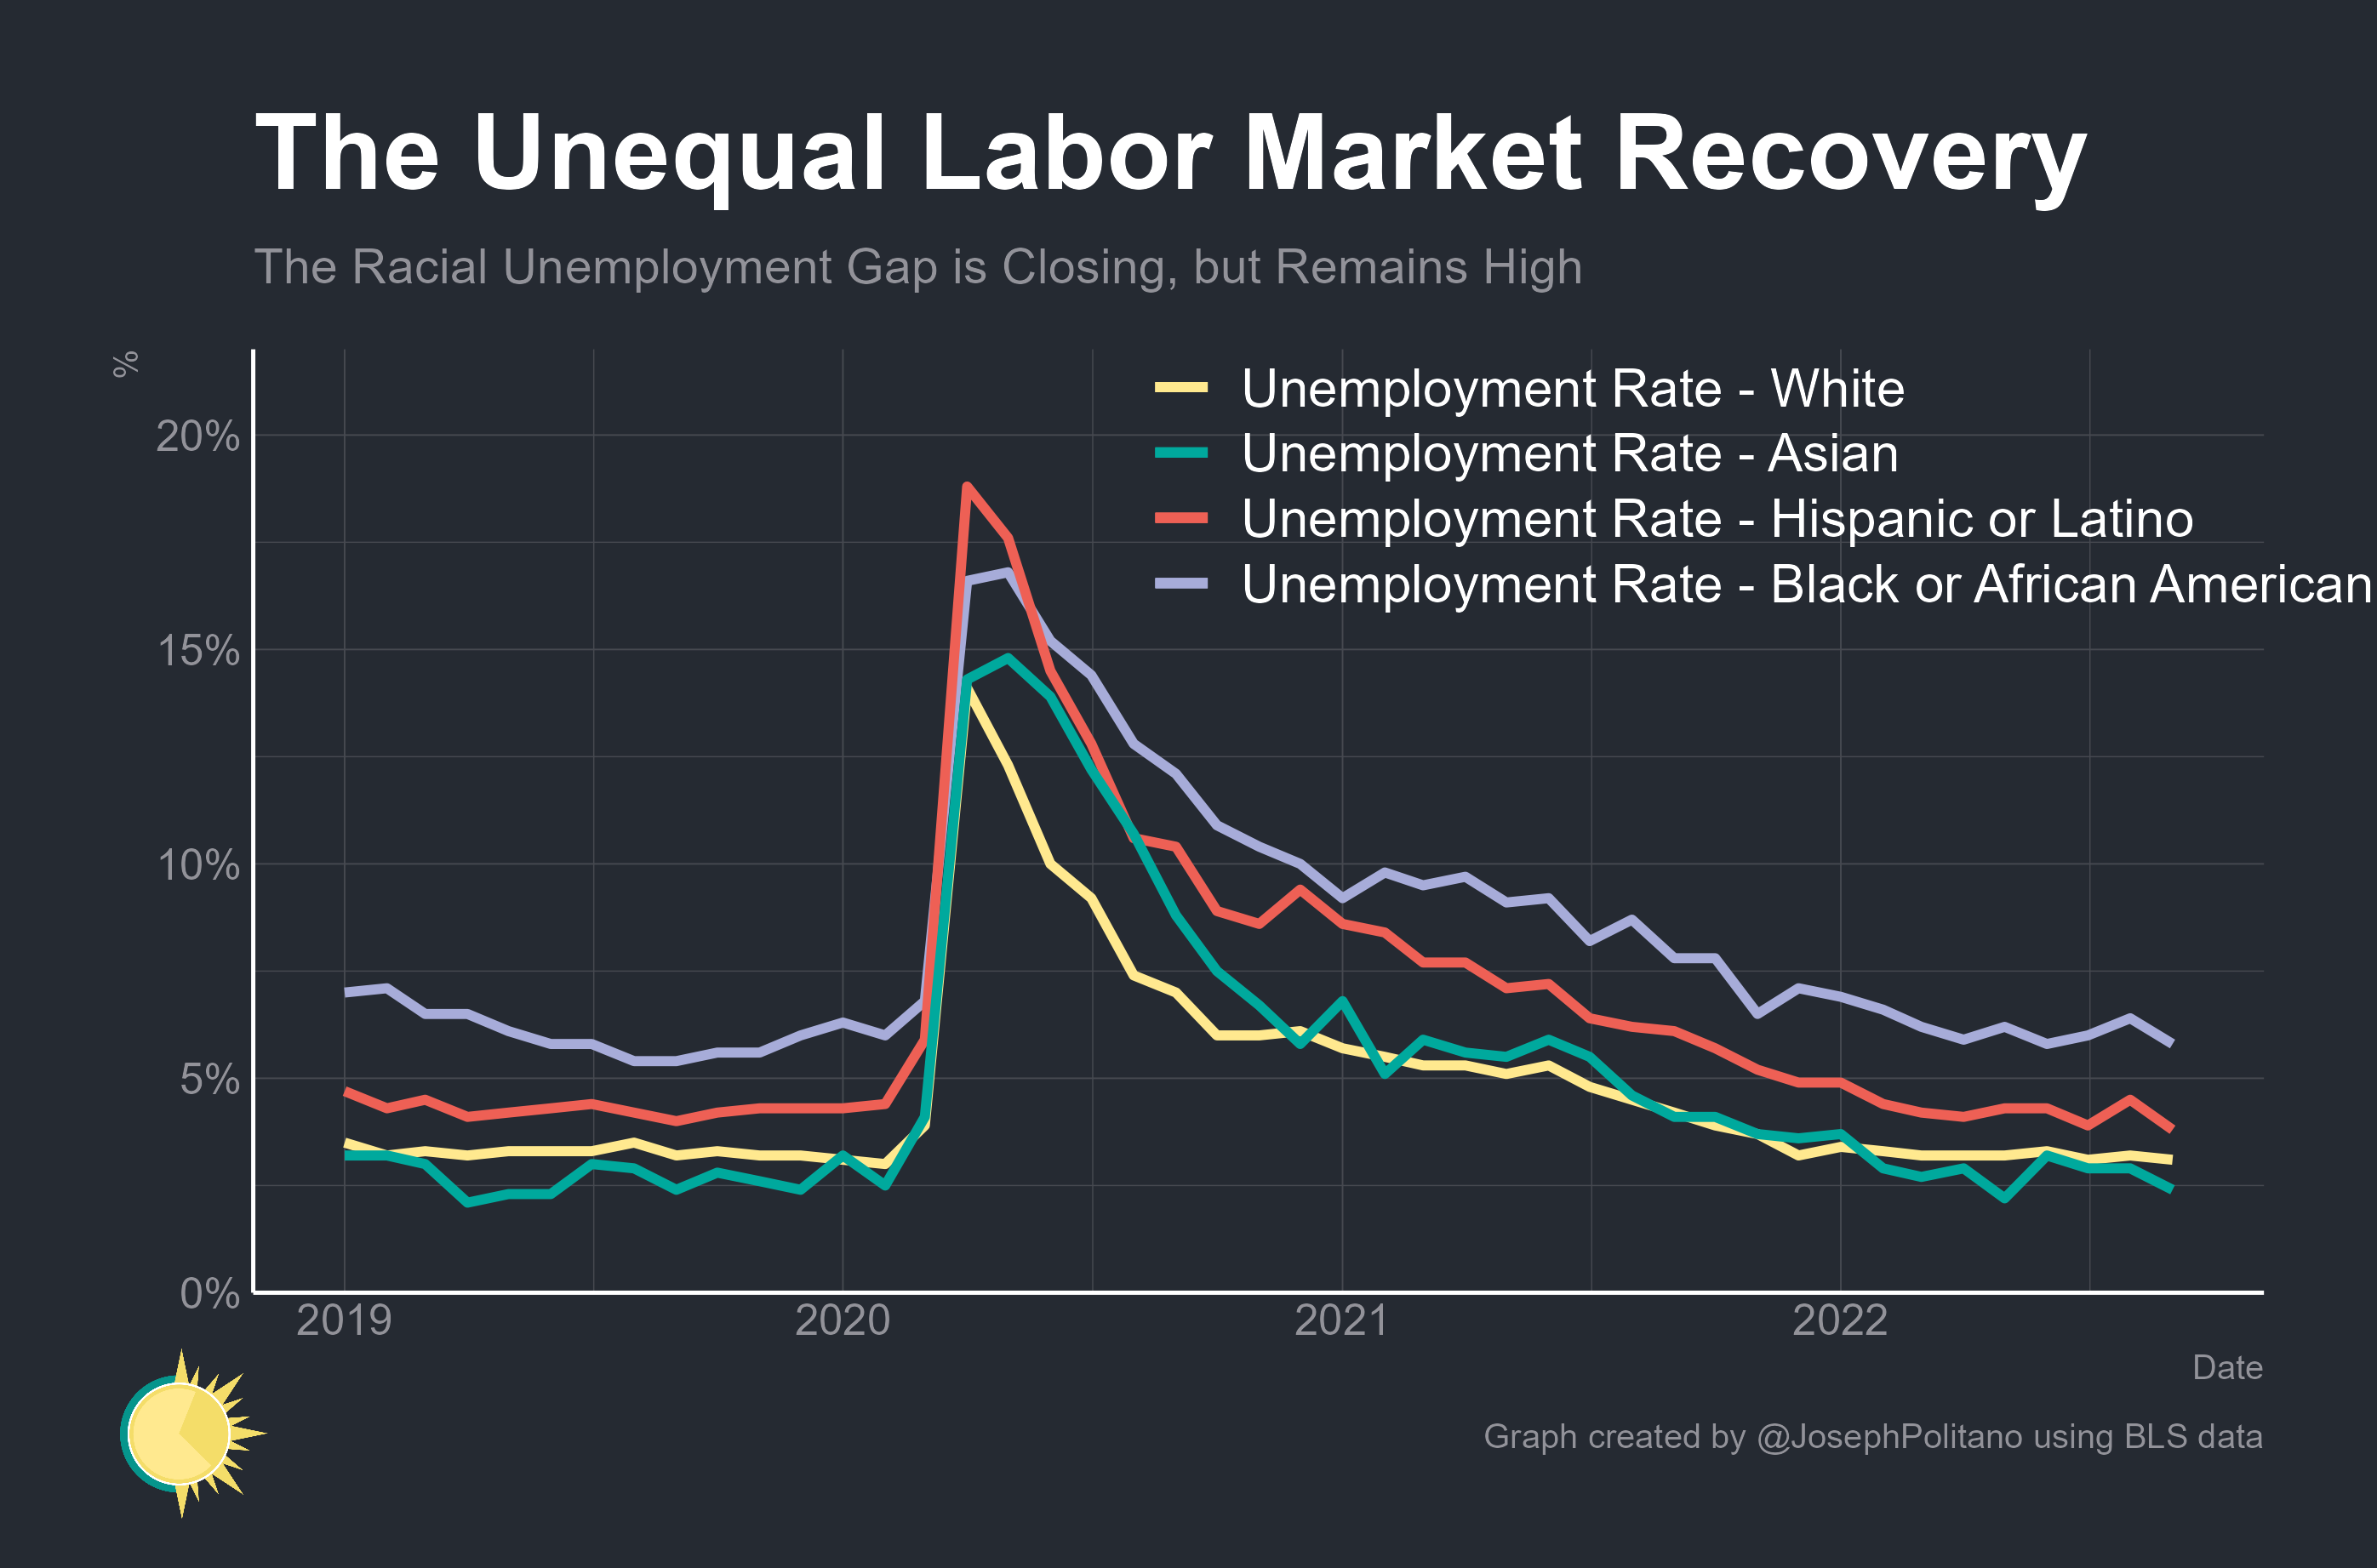 The Unequal Labor Market Recovery
The Racial Unemployment Gap is Closing, but Remains High
%
Unemployment Rate - White
Unemployment Rate - Asian
Unemployment Rate - Hispanic or Latino
Unemployment Rate - Black or African American
20%
15%
10%
5%
0%
2019 2020 2021 2022
Date
Graph created by @JosephPolitano using BLS data